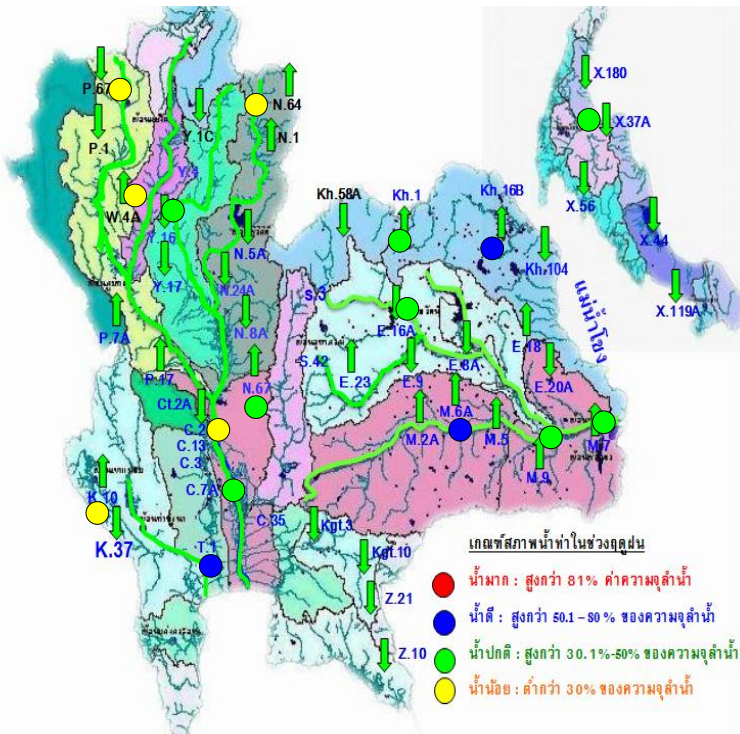 X.180
P.67
N.64
X.37A
Y.1C
N.1
P.1
Y.4
Kh.58A
Kh.1
Kh.16B
W.4A
X.56
Y.16
N.5A
X.44
Kh.104
Y.17
N.24A
S.3
แม่น้ำโขง
X.119A
P.7A
N.8A
E.16A
E.18
S.42
E.8A
P.17
N.67
E.23
E.9
E.20A
Ct.2A
M.6A
C.2
M.2A
M.5
M.7
C.13
C.3
M.9
K.10
C.7A
K.37
C.35
Kgt.3
T.1
Kgt.10
Z.21
Z.10
เกณฑ์สภาพน้ำท่าในช่วงฤดูฝน
น้ำมาก : สูงกว่า 81% ค่าความจุลำน้ำ
น้ำดี : สูงกว่า 50.1 – 80 % ของความจุลำน้ำ
น้ำปกติ : สูงกว่า 30.1%-50% ของความจุลำน้ำ
น้ำน้อย : ต่ำกว่า 30% ของความจุลำน้ำ